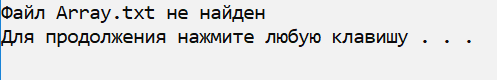 Файл Array.txt не найден
Для продолжения нажмите любую клавишу . . .